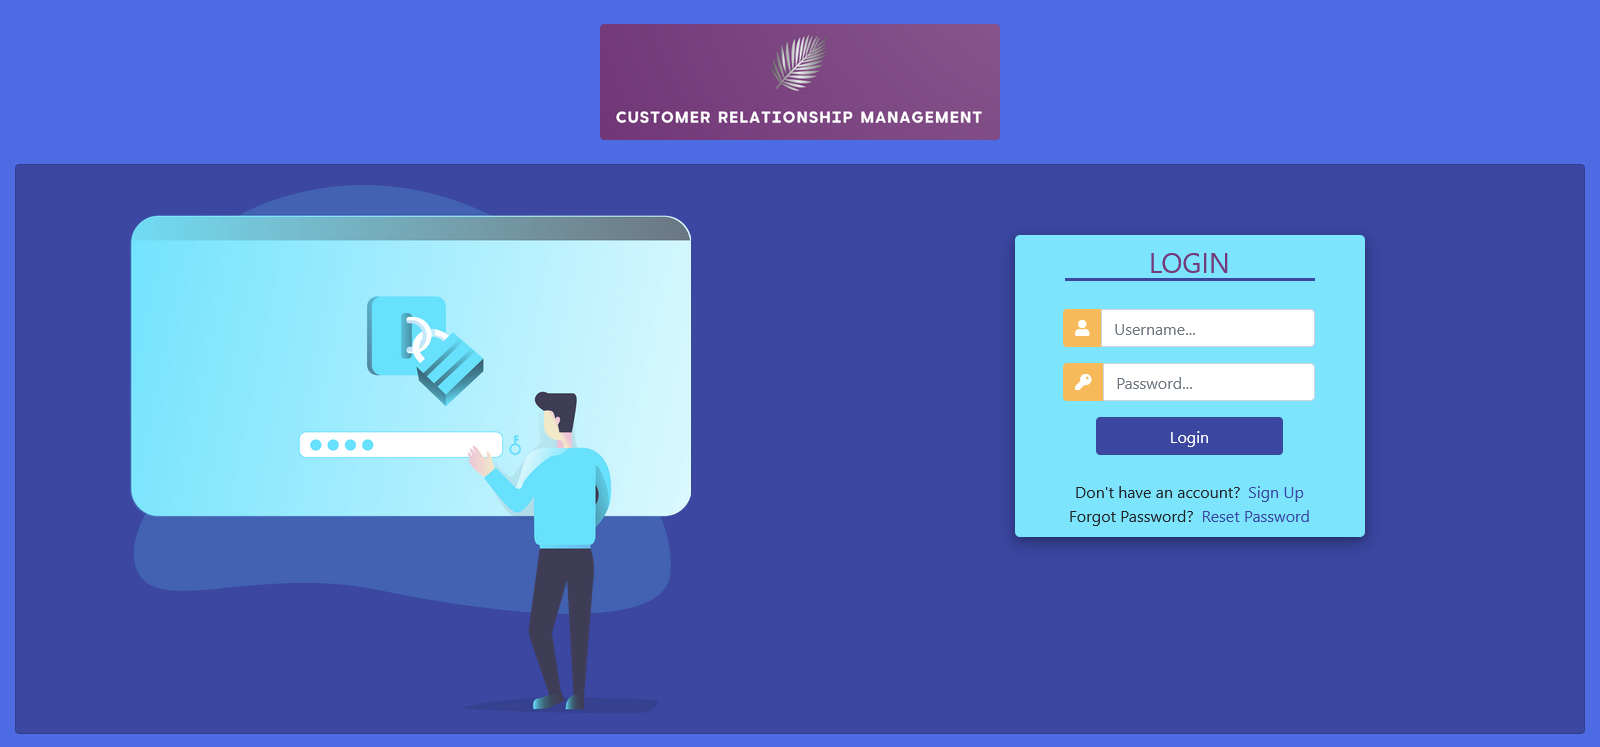 CUSTOMER RELATIONSHIP MANAGEMENT
LOGIN
Username...
Password...
Login
Don't have an account? Sign Up
Forgot Password? Reset Password